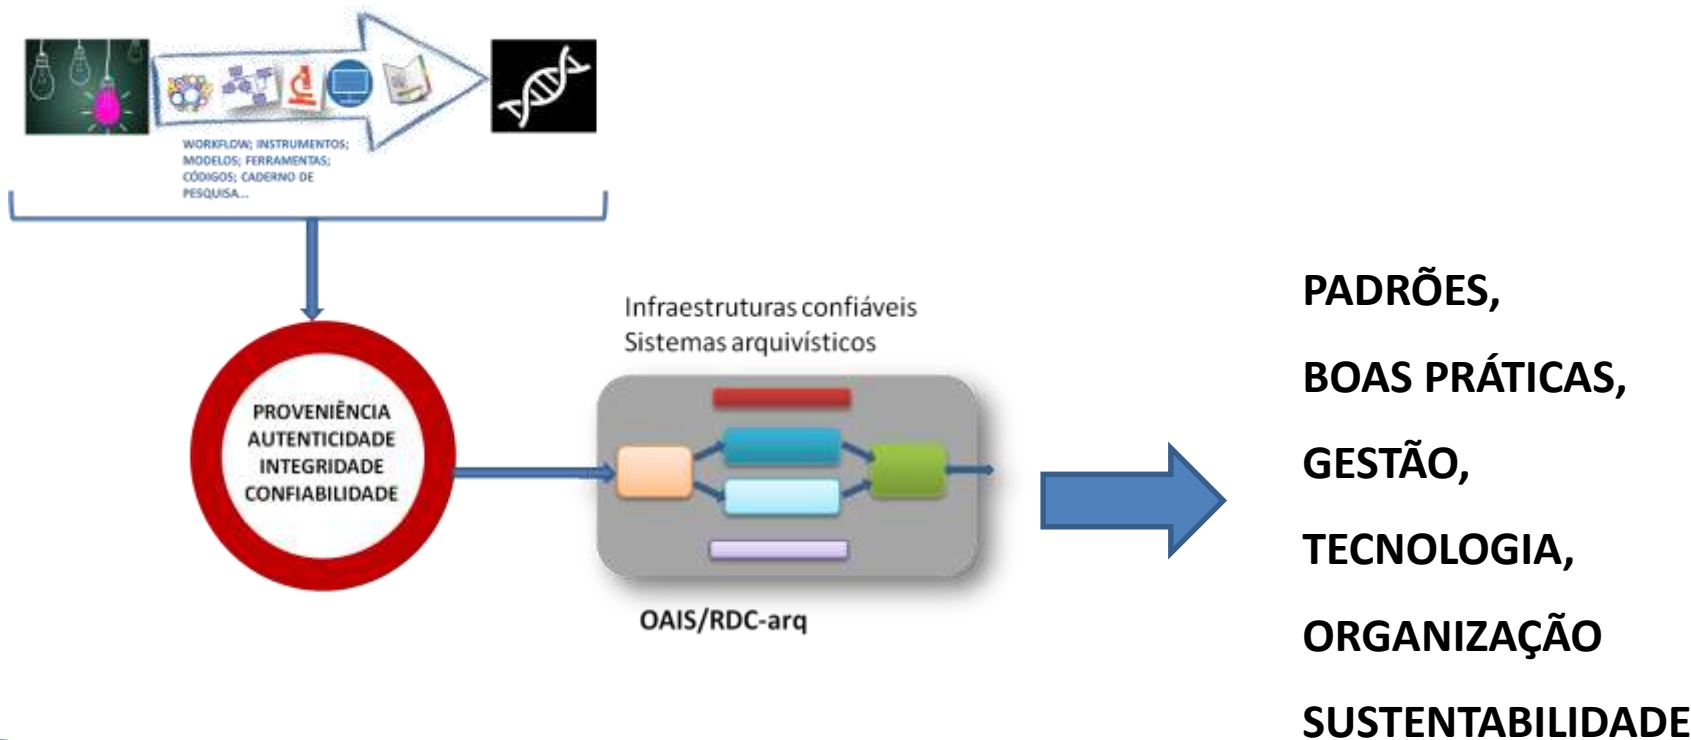 WORKFLOW; INSTRUMENTOS;
MODELOS; FERRAMENTAS;
CÓDIGOS; CADERNO DE
PESQUISA...
PROVENIÊNCIA
AUTENTICIDADE
INTEGRIDADE
CONFIABILIDADE
Infraestruturas confiáveis
Sistemas arquivísticos
OAIS/RDC-arq
PADRÕES,
BOAS PRÁTICAS,
GESTÃO,
TECNOLOGIA,
ORGANIZAÇÃO
SUSTENTABILIDADE